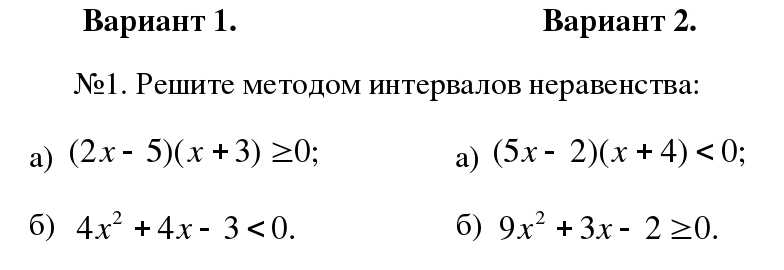 Вариант 1. Вариант 2.
№1. Решите методом интервалов неравенства:
а) (2x - 5)(x + 3) ≥0; а) (5x - 2)(x + 4) < 0;
б) 4x² + 4x - 3 < 0. б) 9x² + 3x - 2 ≥0.